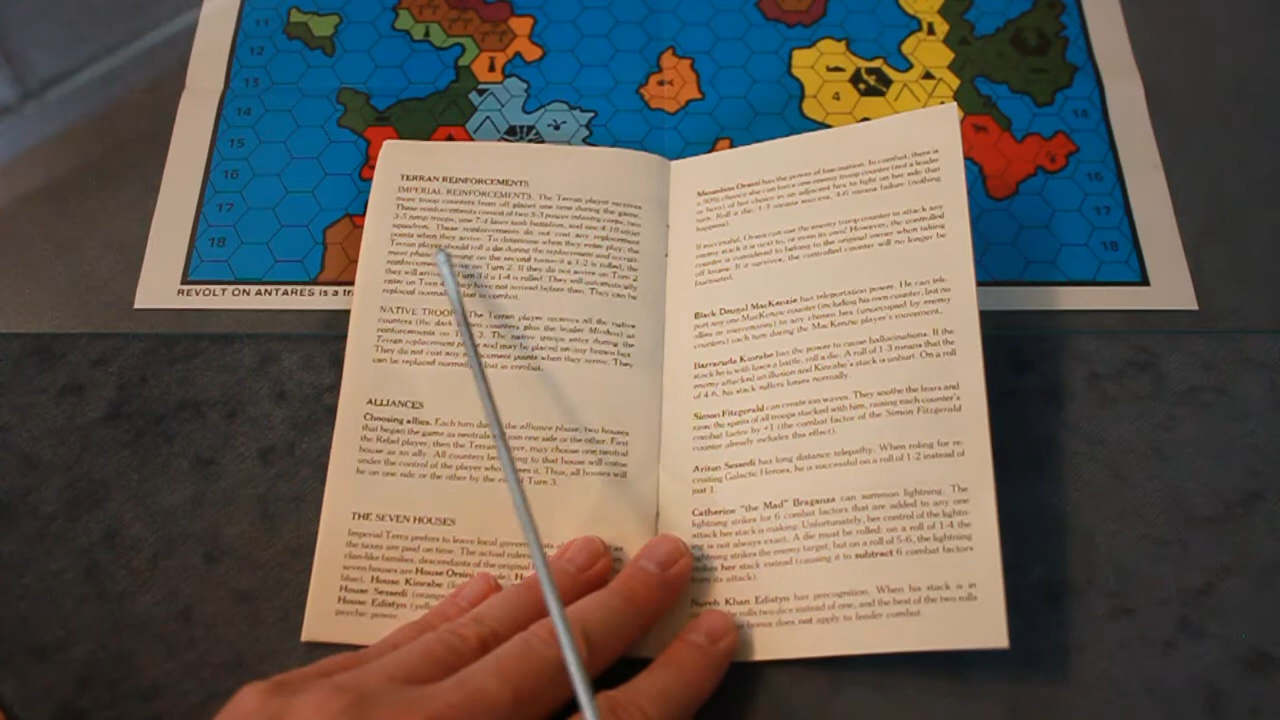 11
12
13
14
15
16
17
18
4
14
16
17
18
REVOLT ON ANTARES is a
TERRAN REINFORCEMENTS
IMPERIAL REINFORCEMENTS. The Terran player receives
more troop counters from off planet one time during the game.
These reinforcements consist of two 5-3 power infantry corps, two
3-5 jump troops, one 7-4 laser tank battalion, and one 4-10 strike
squadron. These reinforcements do not cost any replacement
points when they arrive. To determine when they enter play, the
Terran player should roll a die during the replacement and recruit-
ment phase on the second turn: if a 1-2 is rolled, the
reinforcements arrive on Turn 2. If they do not arrive on Turn 2
they will arrive on Turn 3 if a 1-4 is rolled. They will automatically
enter on Turn 4 if they have not arrived before then. They can be
replaced normally if lost in combat.
NATIVE TROOPS. The Terran player receives all the native
counters (the dark brown counters plus the leader
reinforcements on Turn 3. The native troops enter during the
Terran replacement phase and may be placed on any brown hex.
They do not cost any replacement points when they arrive. They
can be replaced normally if lost in combat.
ALLIANCES
Choosing allies. Each turn during the alliance phase, two houses
that began the game as neutrals join one side or the other. First
the Rebel player, then the Terran player, may choose one neutral
house as an ally. All counters belonging to that house will come
under the control of the player who chooses it. Thus, all houses will
be on one side or the other by the end of Turn 3.
THE SEVEN HOUSES
Imperial Terra prefers to leave local governments as
the taxes are paid on time. The actual rulers
clan-like families, descendants of the original
seven houses are House Orsini
blue), House Kinrabe
House Sessedi (orange
House Edistyn (yellow
psychic power.
Messalina Orsini has the power of fascination. In combat, there is
a 50% chance she can force one enemy troop counter (not a leader
or hero) of her choice in an adjacent hex to fight on her side that
turn. Roll a die: 1-3 means success, 4-6 means failure (nothing
happens).
If successful, Orsini can use the enemy troop counter to attack any
enemy stack it is next to, or even its own! However, the controlled
counter is considered to belong to the original owner when taking
off losses. If it survives, the controlled counter will no longer be
fascinated.
Black Dougal MacKenzie has teleportation power. He can tele-
port any one MacKenzie counter (including his own counter, but no
allies or mercenaries) to any chosen hex (unoccupied by enemy
counters) each turn during the MacKenzie player's movement.
Barracuda Kinrabe has the power to cause hallucinations. If the
stack he is with loses a battle, roll a die. A roll of 1-3 means that the
enemy attacked an illusion and Kinrabe's stack is unhurt. On a roll
of 4-6, his stack suffers losses normally.
Simon Fitzgerald can create ion waves. They soothe the fears and
raise the spirits of all troops stacked with him, raising each counter's
combat factor by +1 (the combat factor of the Simon Fitzgerald
counter already includes this effect).
Ariton Sessedi has long distance telepathy. When rolling for re-
cruiting Galactic Heroes, he is successful on a roll of 1-2 instead of
just 1.
Catherine "the Mad" Braganza can summon lightning. The
lightning strikes for 6 combat factors that are added to any one
attack her stack is making. Unfortunately, her control of the lightn-
ing is not always exact. A die must be rolled: on a roll of 1-4 the
lightning strikes the enemy target; but on a roll of 5-6, the lightning
strikes her stack instead (causing it to subtract 6 combat factors
from its attack).
Nureb Khan Edistyn has precognition. When his stack is in
he rolls two dice instead of one, and the best of the two rolls
bonus does not apply to leader combat.